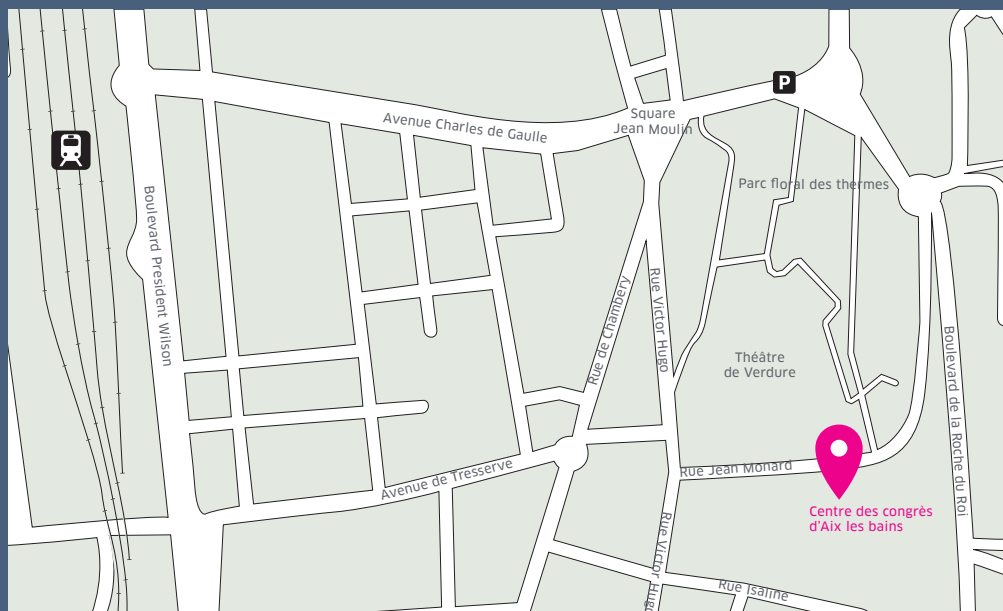 P
Square
Jean Moulin
Avenue Charles de Gaulle
Parc floral des thermes
Boulevard President Wilson
Rue de Chambery
Rue Victor Hugo
Théâtre
de Verdure
Boulevard de la Roche du Roi
Avenue de Tresserve
Rue Jean Monard
Centre des congrès
d'Aix les bains
Rue Victor Hugo
Rue Isaline